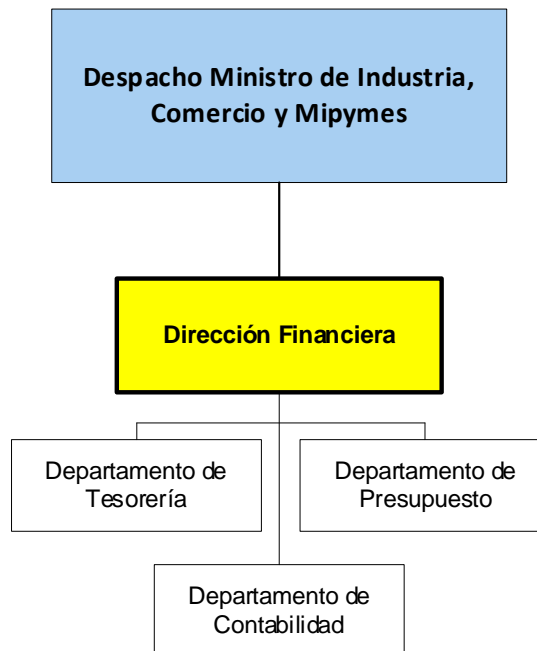 Despacho Ministro de Industria,
Comercio y Mipymes
Dirección Financiera
Departamento de
Tesorería
Departamento de
Presupuesto
Departamento de
Contabilidad